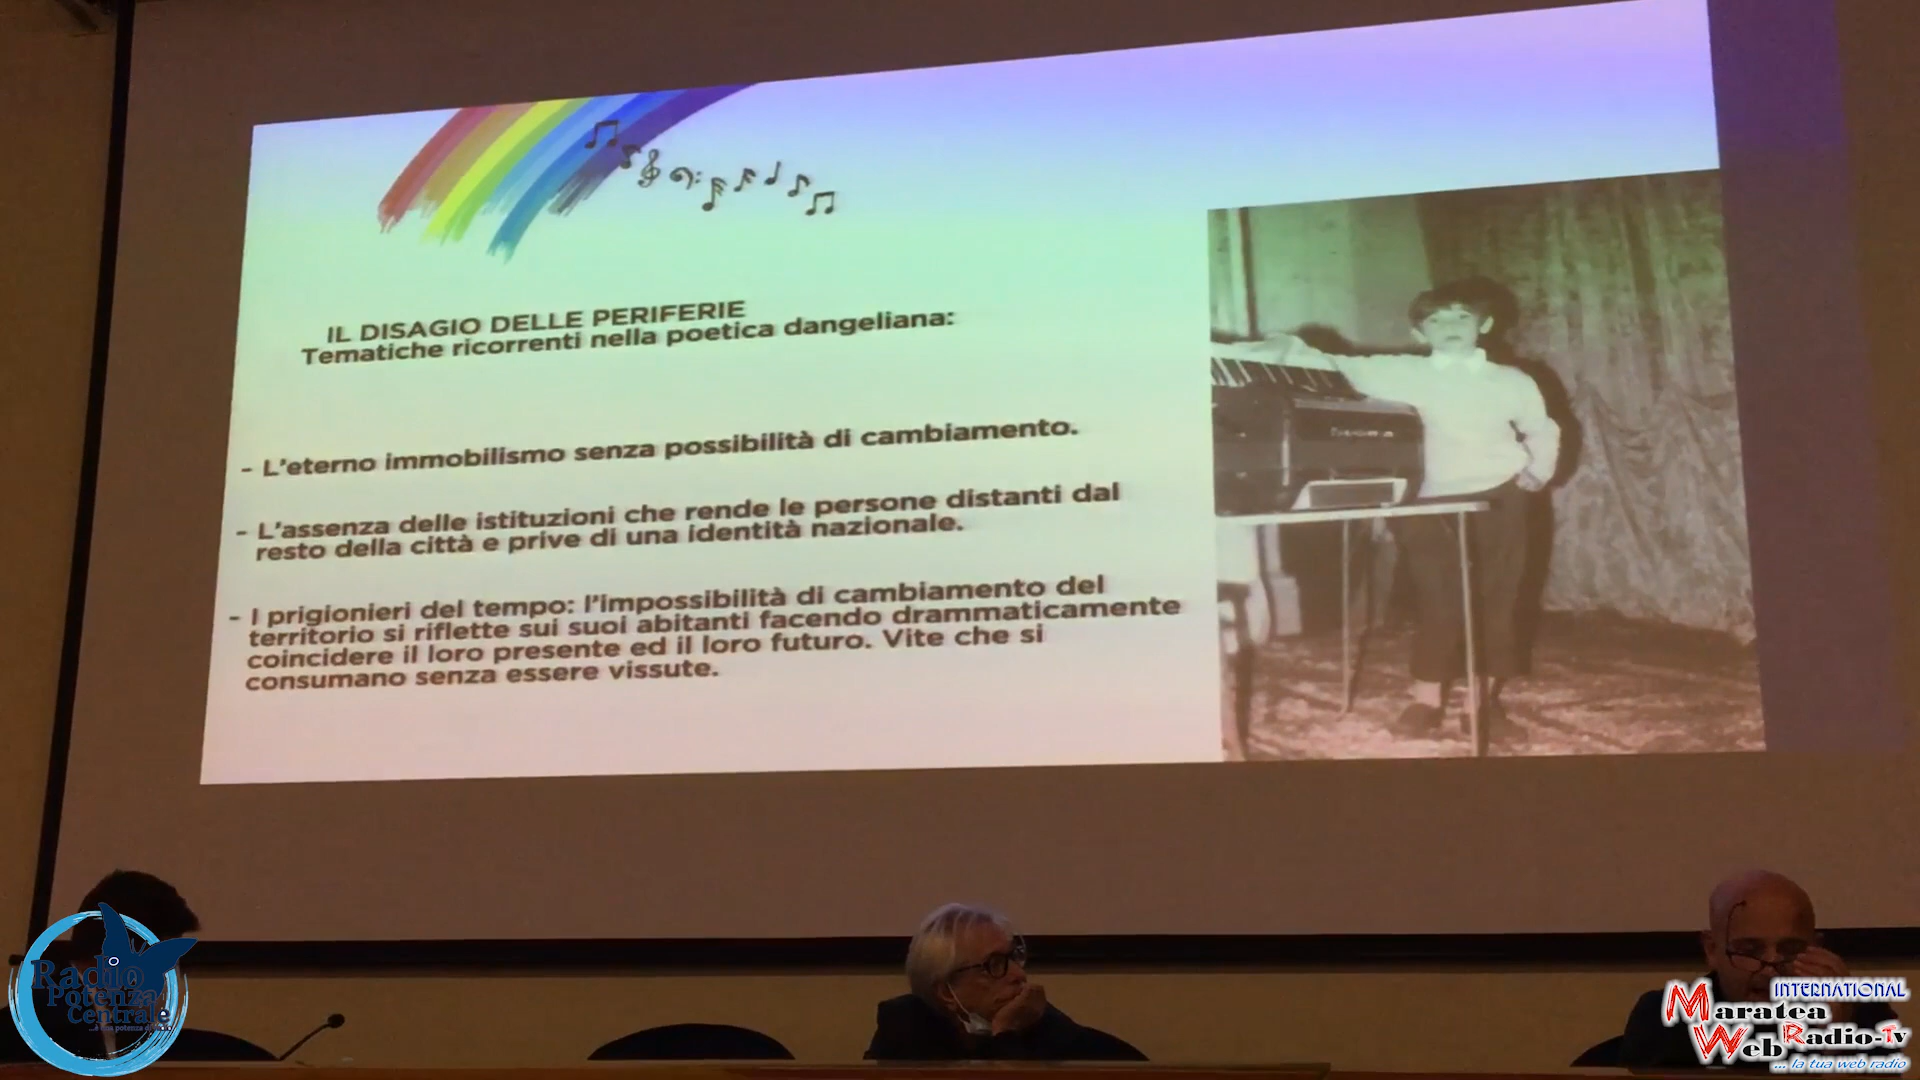 IL DISAGIO DELLE PERIFERIE
Tematiche ricorrenti nella poetica dangeliana:
- L'eterno immobilismo senza possibilità di cambiamento.
- L'assenza delle istituzioni che rende le persone distanti dal
resto della città e prive di una identità nazionale.
- I prigionieri del tempo: l'impossibilità di cambiamento del
territorio si riflette sui suoi abitanti facendo drammaticamente
coincidere il loro presente ed il loro futuro. Vite che si
consumano senza essere vissute.
Radio
Potenza
Centrale
INTERNATIONAL
Maratea
Web Radio-Tv
... la tua web radio